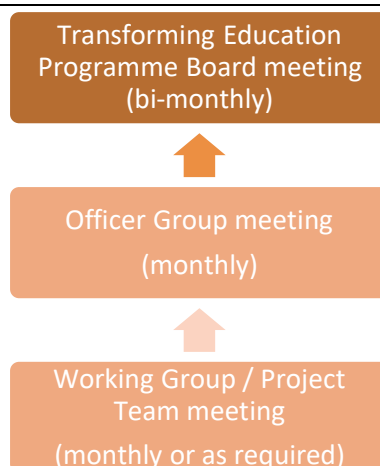 Transforming Education
Programme Board meeting
(bi-monthly)
Officer Group meeting
(monthly)
Working Group / Project
Team meeting
(monthly or as required)